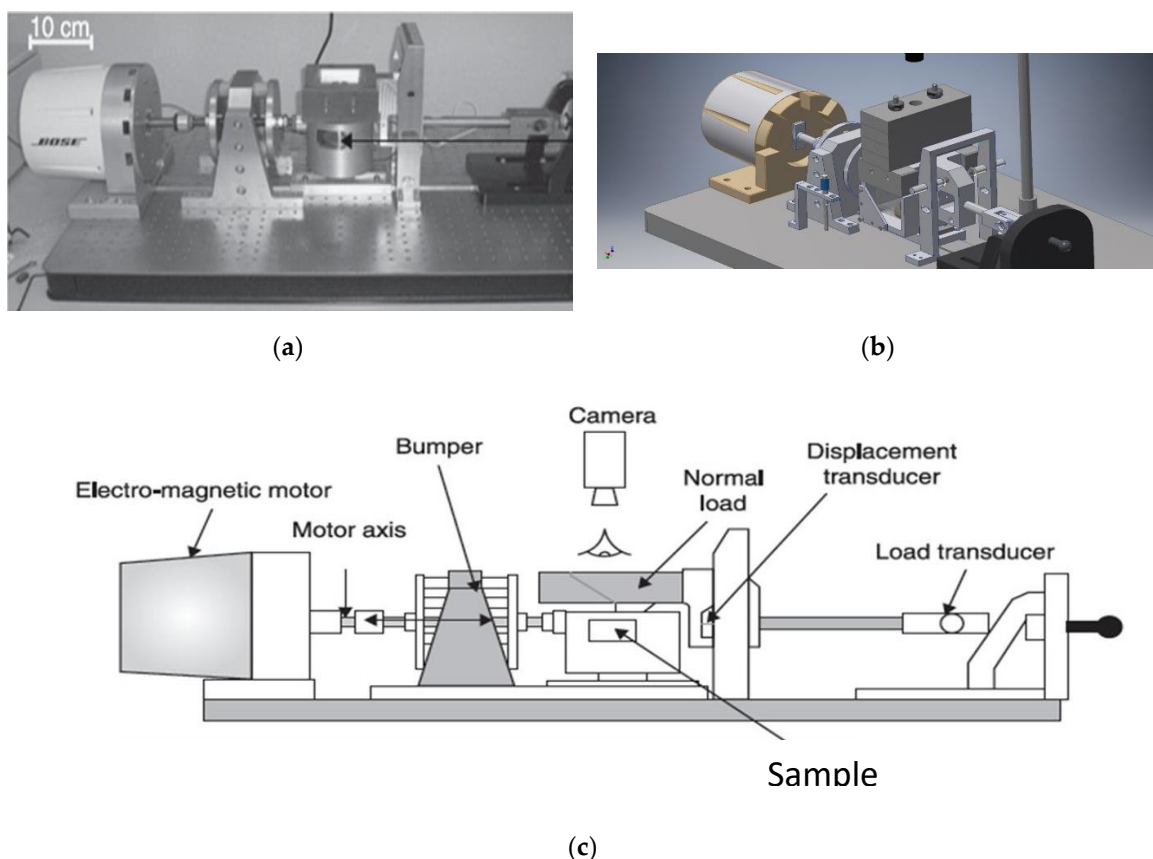 10 cm
BOSE
(a)
(b)
Camera
Bumper
Displacement
transducer
Electro-magnetic motor
Normal
load
Motor axis
Load transducer
Sample
(c)